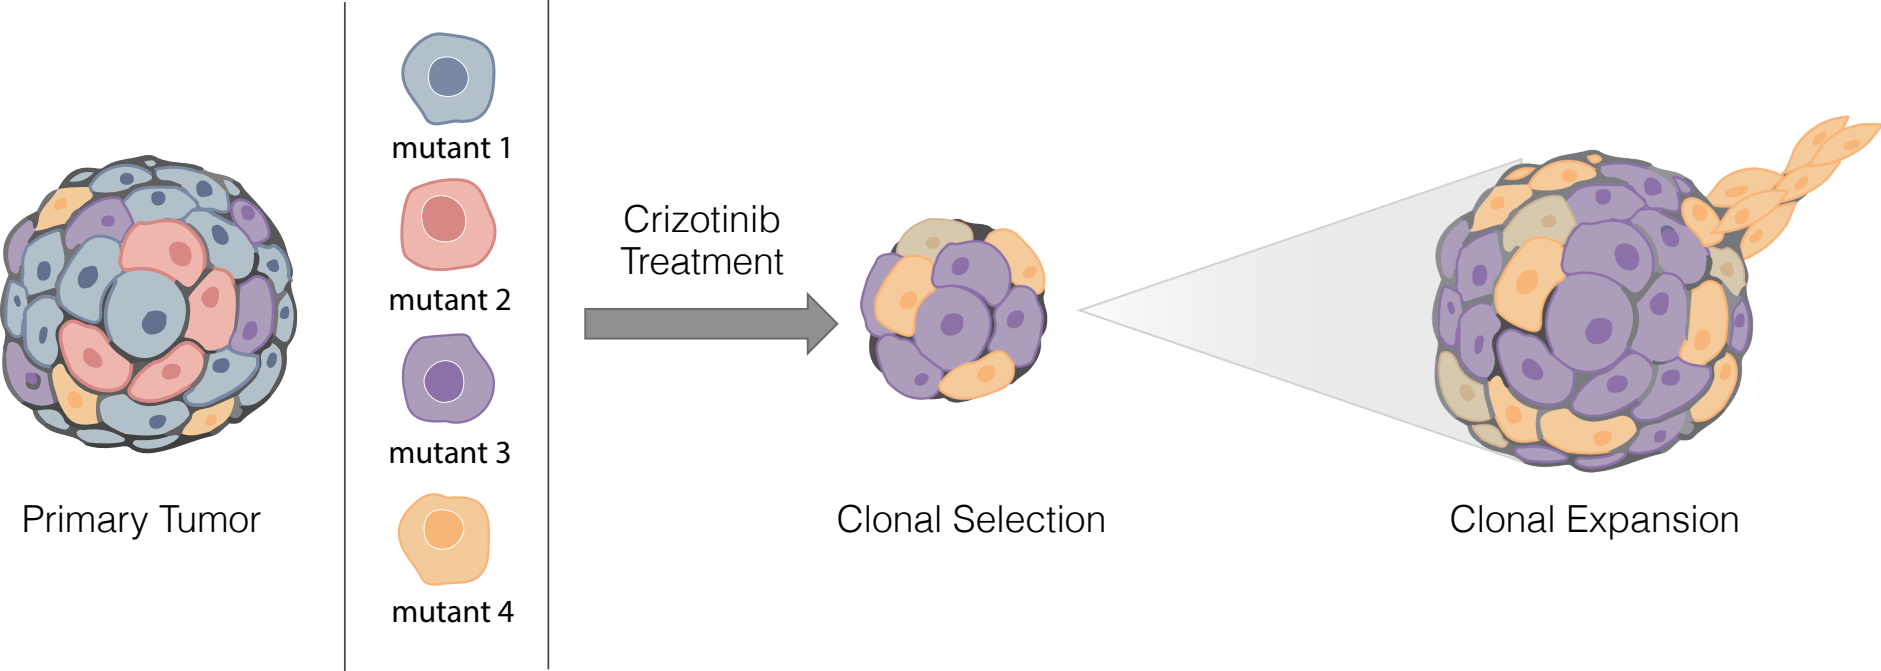 Primary Tumor
mutant 1
mutant 2
mutant 3
mutant 4
Crizotinib
Treatment
Clonal Selection
Clonal Expansion